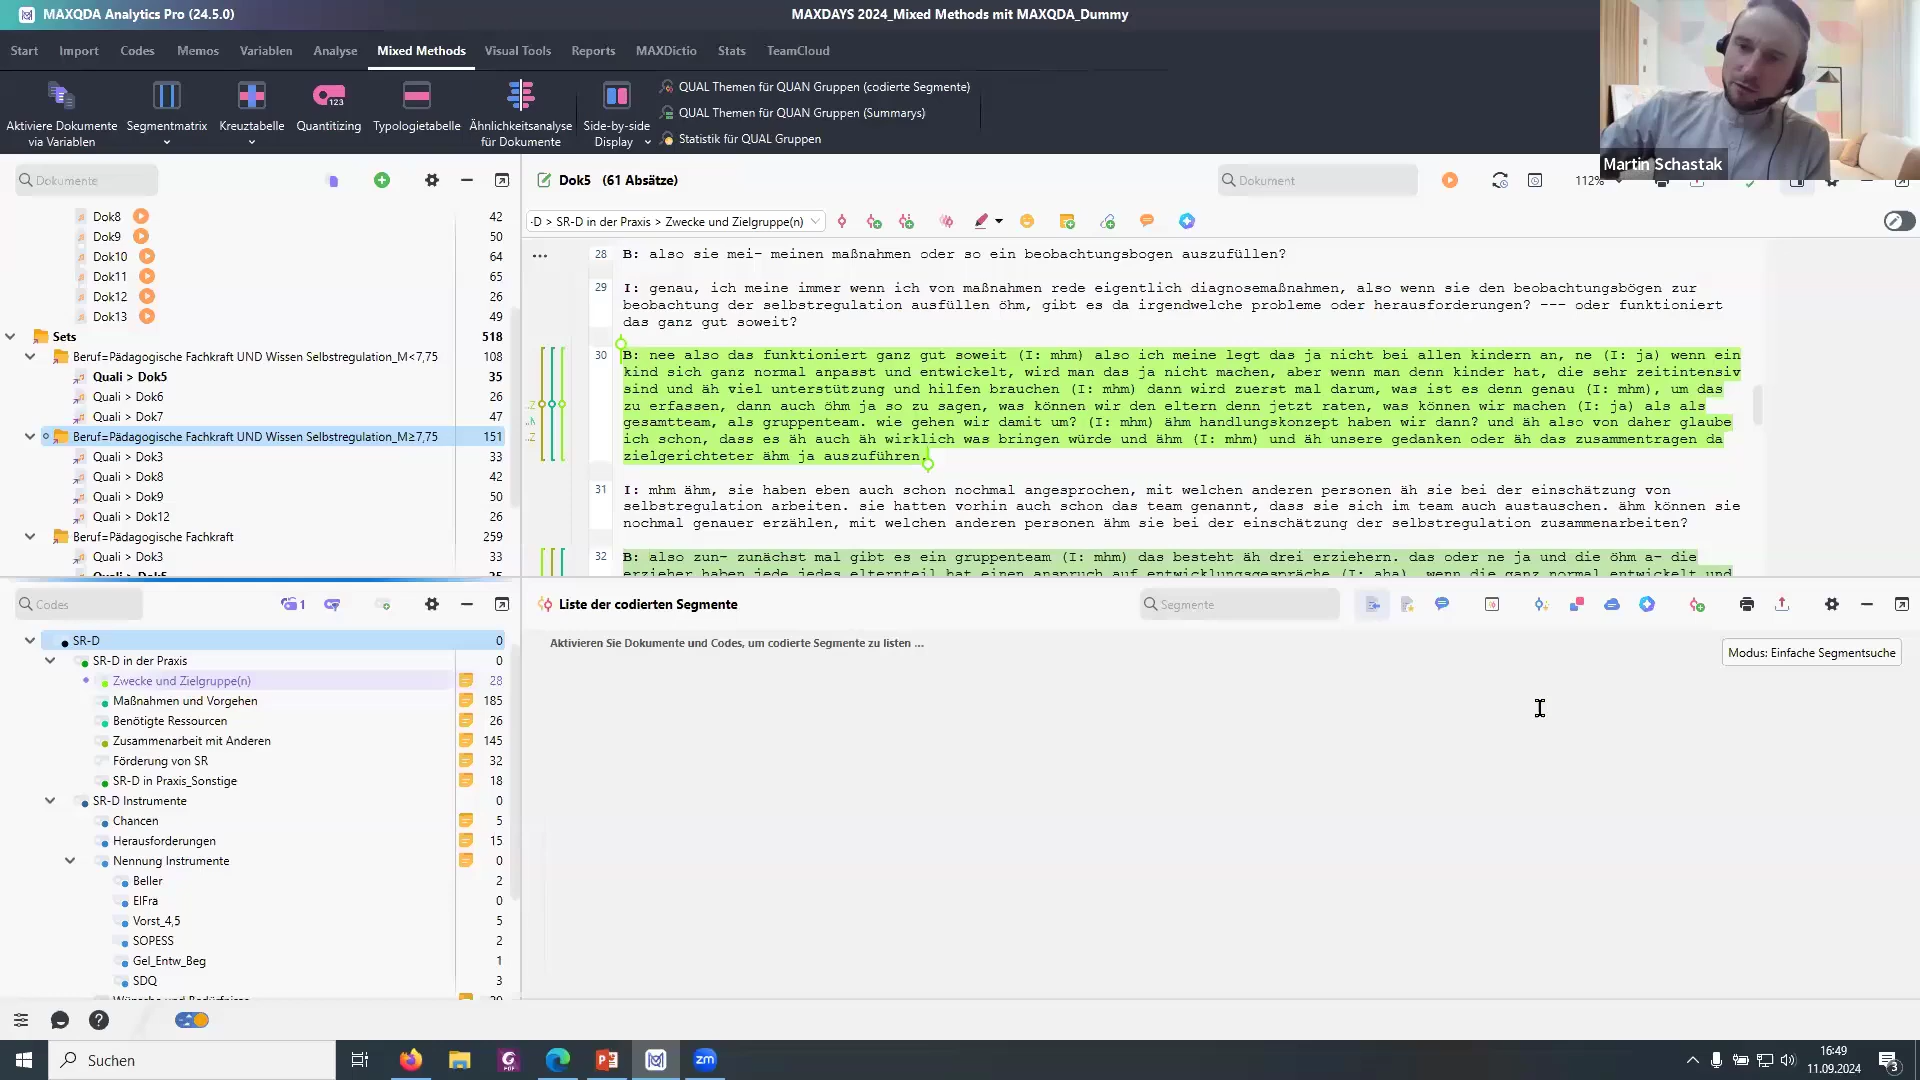 MAXQDA Analytics Pro (24.5.0)
MAXDAYS 2024_Mixed Methods mit MAXQDA_Dummy
Start Import Codes Memos Variablen Analyse Mixed Methods Visual Tools Reports MAXDictio Stats TeamCloud
Aktiviere Dokumente via Variablen
Segmentmatrix
Kreuztabelle
123
Quantitizing
Typologietabelle
Ähnlichkeitsanalyse für Dokumente
Side-by-side Display
QUAL Themen für QUAN Gruppen (codierte Segmente)
QUAL Themen für QUAN Gruppen (Summarys)
Statistik für QUAL Gruppen
Martin Schastak
Dokumente
Dok8 42
Dok9 50
Dok10 64
Dok11 65
Dok12 26
Dok13 49
Sets 518
Beruf=Pädagogische Fachkraft UND Wissen Selbstregulation_M<7,75 108
Quali > Dok5 35
Quali > Dok6 26
Quali > Dok7 47
Beruf=Pädagogische Fachkraft UND Wissen Selbstregulation_M≥7,75 151
Quali > Dok3 33
Quali > Dok8 42
Quali > Dok9 50
Quali > Dok12 26
Beruf=Pädagogische Fachkraft 259
Quali > Dok3 33
Dok5 (61 Absätze)
Dokument
112%
-D > SR-D in der Praxis > Zwecke und Zielgruppe(n)
28 B: also sie mei- meinen maßnahmen oder so ein beobachtungsbogen auszufüllen?
29 I: genau, ich meine immer wenn ich von maßnahmen rede eigentlich diagnosemaßnahmen, also wenn sie den beobachtungsbögen zur
beobachtung der selbstregulation ausfüllen öhm, gibt es da irgendwelche probleme oder herausforderungen? --- oder funktioniert
das ganz gut soweit?
30 B: nee also das funktioniert ganz gut soweit (I: mhm) also ich meine legt das ja nicht bei allen kindern an, ne (I: ja) wenn ein
kind sich ganz normal anpasst und entwickelt, wird man das ja nicht machen, aber wenn man denn kinder hat, die sehr zeitintensiv
sind und äh viel unterstützung und hilfen brauchen (I: mhm) dann wird zuerst mal darum, was ist es denn genau (I: mhm), um das
zu erfassen, dann auch öhm ja so zu sagen, was können wir den eltern denn jetzt raten, was können wir machen (I: ja) als als
gesamtteam, als gruppenteam. wie gehen wir damit um? (I: mhm) ähm handlungskonzept haben wir dann? und äh also von daher glaube
ich schon, dass es äh auch äh wirklich was bringen würde und ähm (I: mhm) und äh unsere gedanken oder äh das zusammentragen da
zielgerichteter ähm ja auszuführen.
31 I: mhm ähm, sie haben eben auch schon nochmal angesprochen, mit welchen anderen personen äh sie bei der einschätzung von
selbstregulation arbeiten. sie hatten vorhin auch schon das team genannt, dass sie sich im team auch austauschen. ähm können sie
nochmal genauer erzählen, mit welchen anderen personen ähm sie bei der einschätzung der selbstregulation zusammenarbeiten?
32 B: also zun- zunächst mal gibt es ein gruppenteam (I: mhm) das besteht äh drei erziehern. das oder ne ja und die öhm a- die
erzieher haben jede jedes elternteil hat einen anspruch auf entwicklungsgespräche (I: aha), wenn die ganz normal entwickelt und
Codes
1
SR-D 0
SR-D in der Praxis 0
Zwecke und Zielgruppe(n) 28
Maßnahmen und Vorgehen 185
Benötigte Ressourcen 26
Zusammenarbeit mit Anderen 145
Förderung von SR 32
SR-D in Praxis_Sonstige 18
SR-D Instrumente 0
Chancen 5
Herausforderungen 15
Nennung Instrumente 0
Beller 2
ElFra 0
Vorst_4,5 5
SOPESS 2
Gel_Entw_Beg 1
SDQ 3
Liste der codierten Segmente
Segmente
Aktivieren Sie Dokumente und Codes, um codierte Segmente zu listen ...
Modus: Einfache Segmentsuche
Suchen
zm
16:49
11.09.2024
3